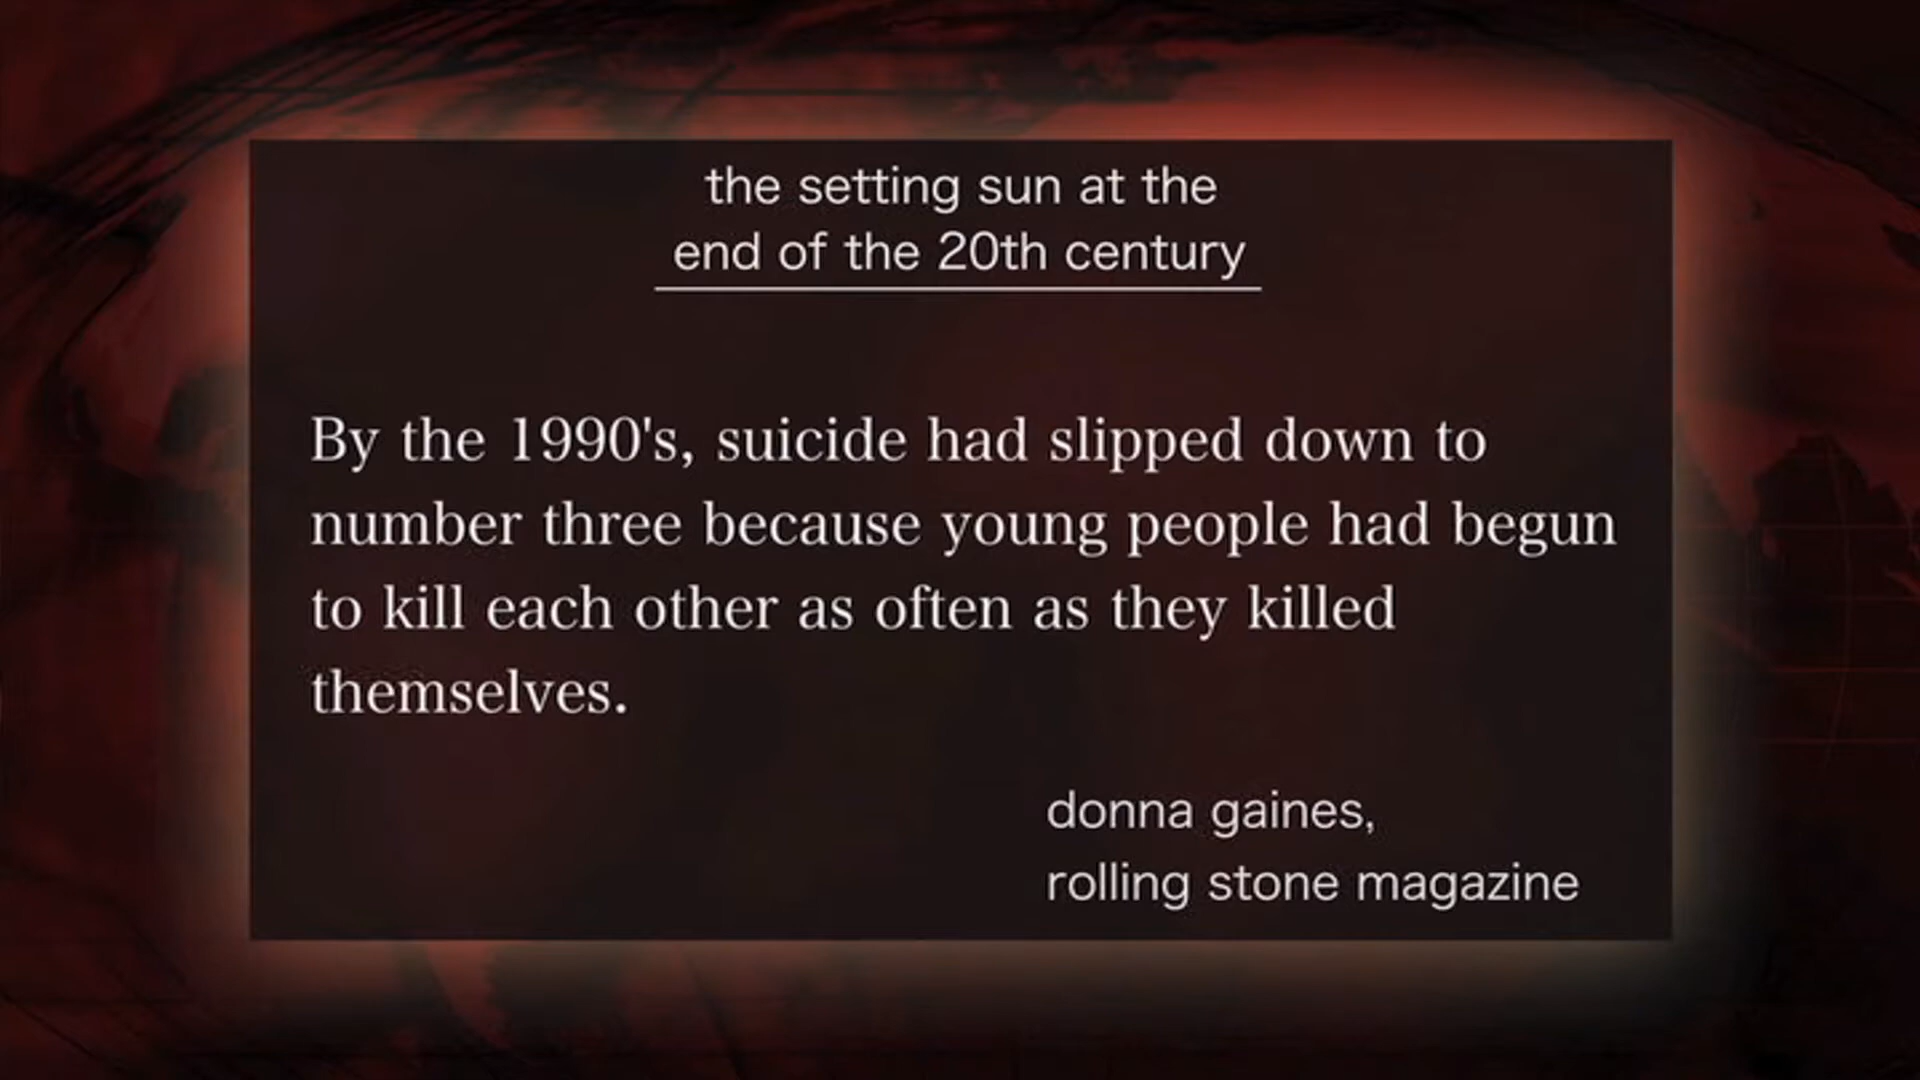 the setting sun at the
end of the 20th century
By the 1990's, suicide had slipped down to
number three because young people had begun
to kill each other as often as they killed
themselves.
donna gaines,
rolling stone magazine